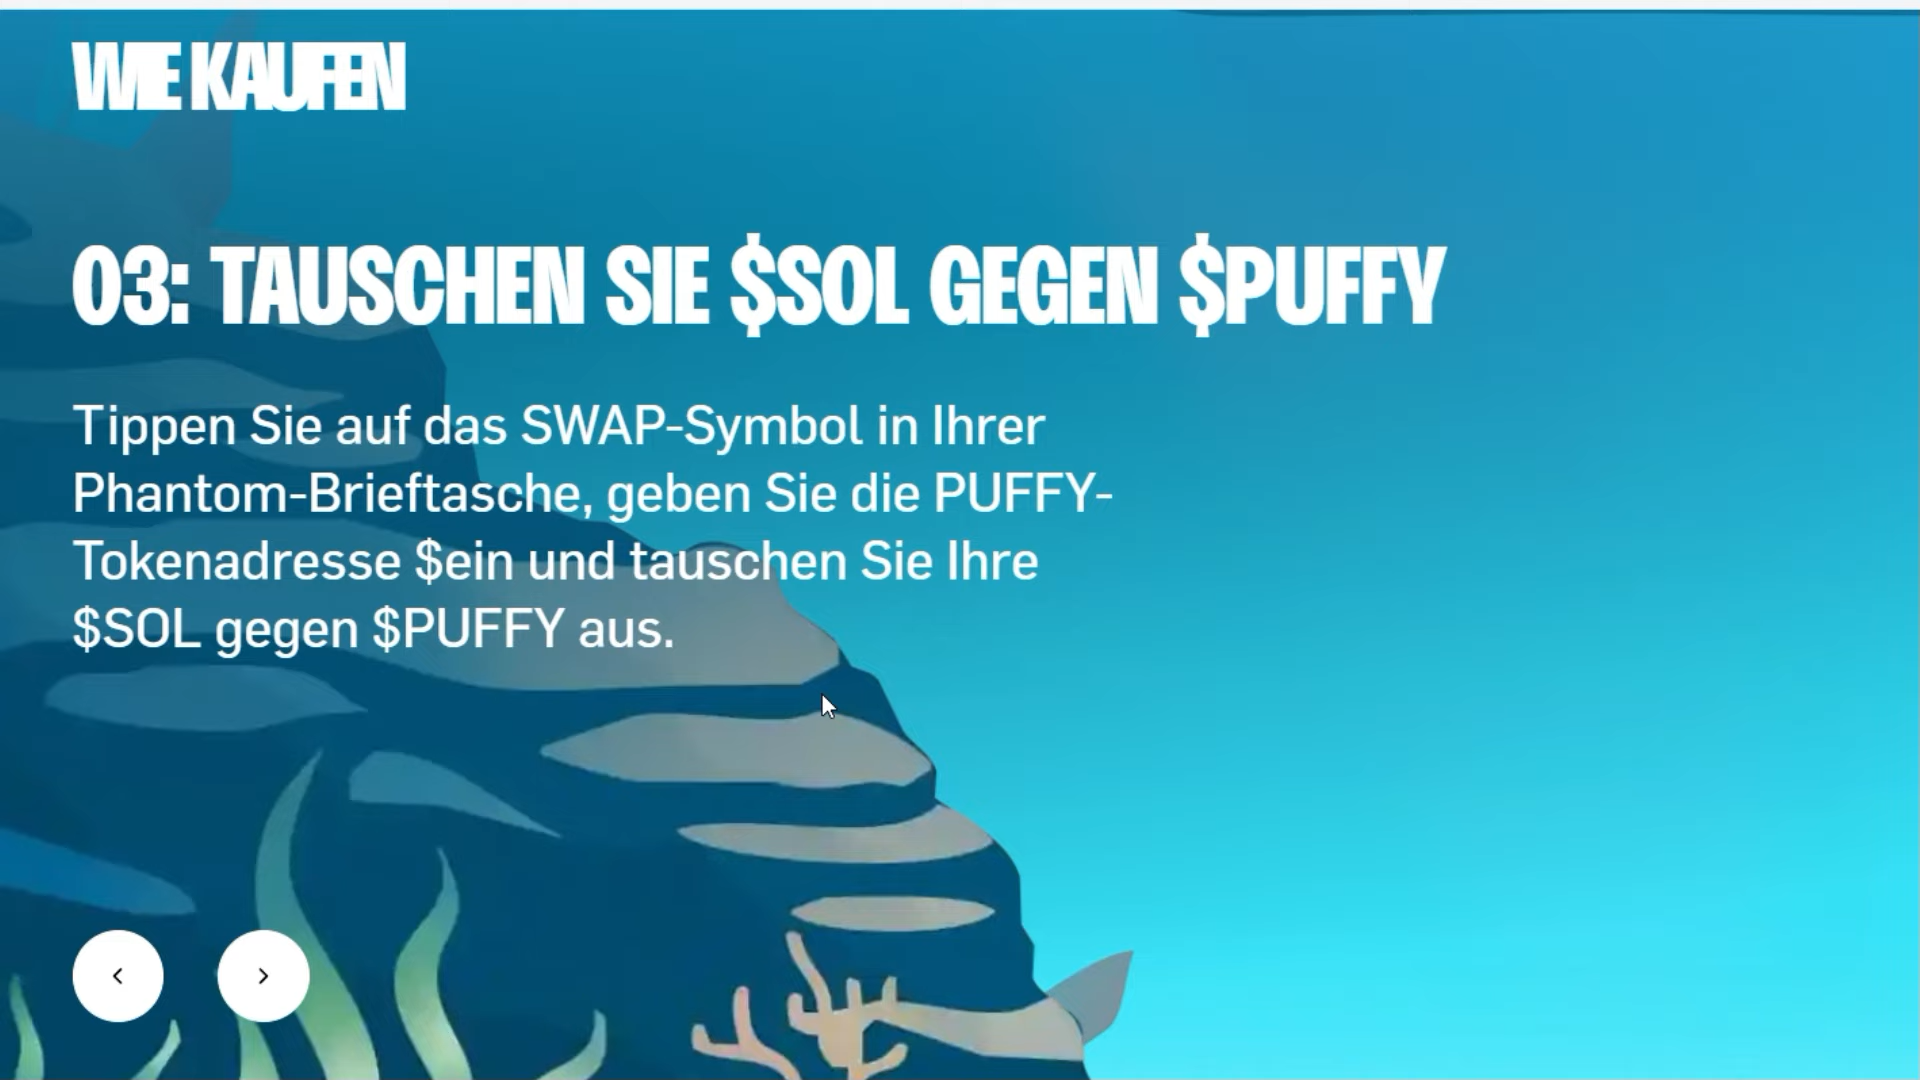 WIE KAUFEN
03: TAUSCHEN SIE $SOL GEGEN $PUFFY
Tippen Sie auf das SWAP-Symbol in Ihrer
Phantom-Brieftasche, geben Sie die PUFFY-
Tokenadresse $ein und tauschen Sie Ihre
$SOL gegen $PUFFY aus.